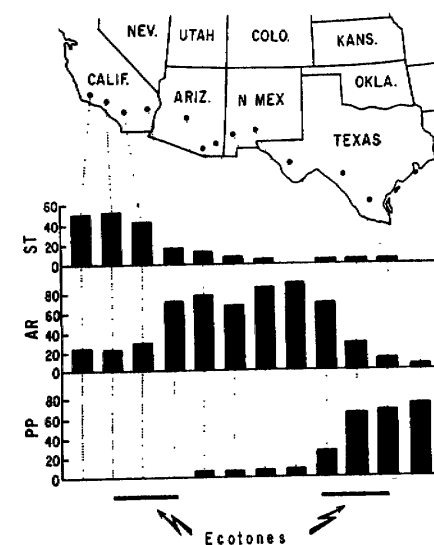 NEV.
UTAH
COLO.
KANS.
CALIF.
ARIZ.
N MEX
OKLA.
TEXAS
ST
60
40
20
0
AR
80
60
40
20
0
PP
80
60
40
20
0
Ecotones